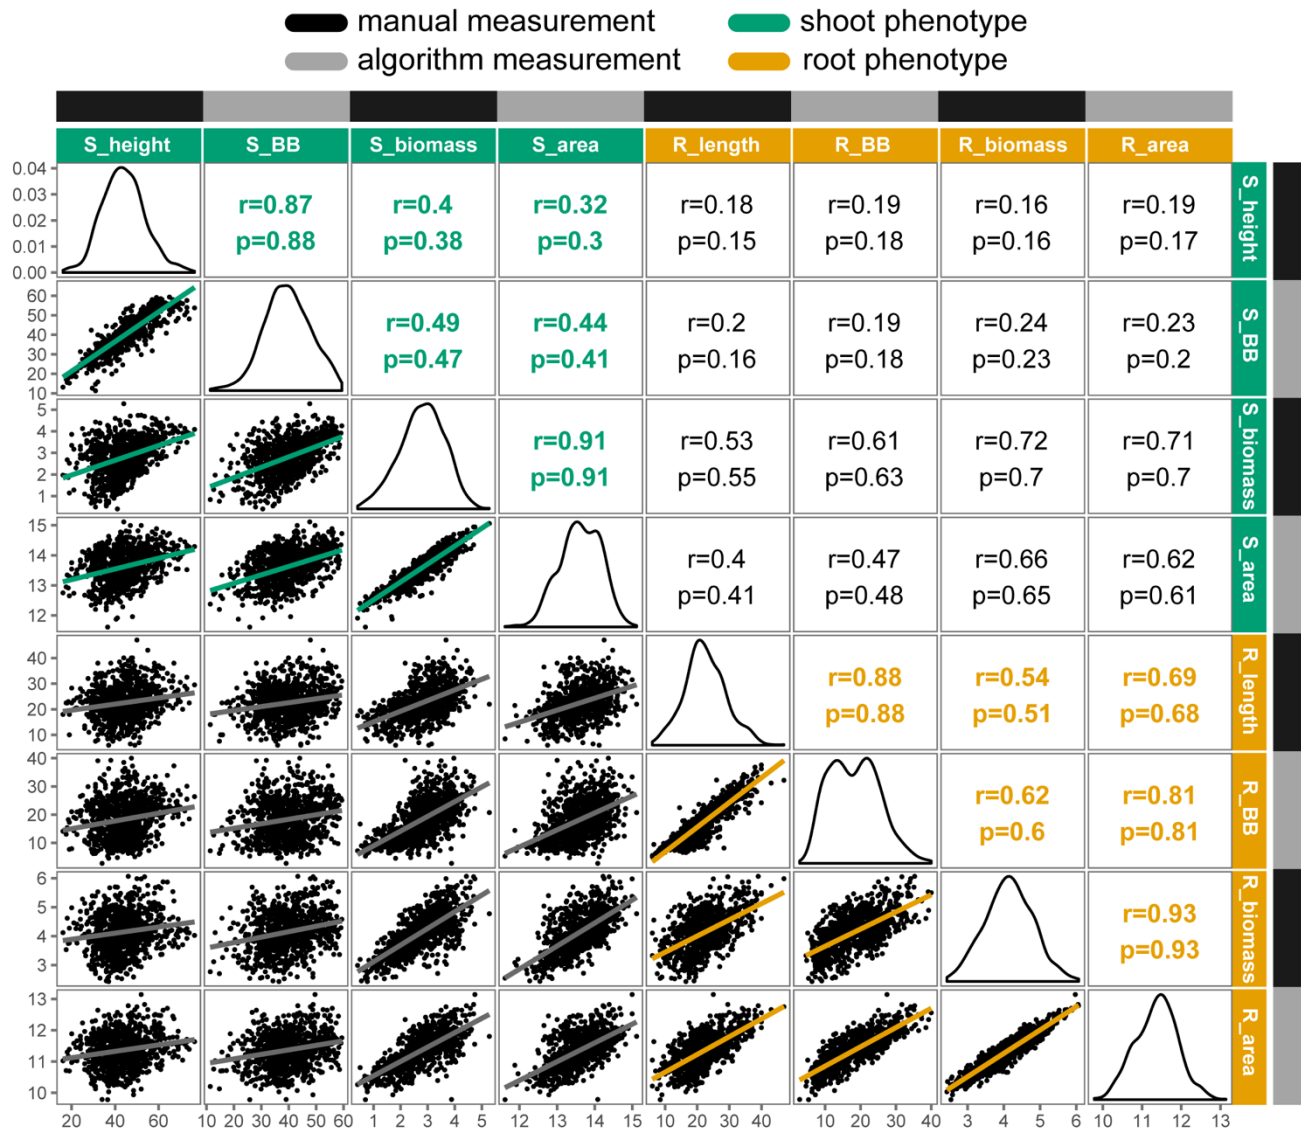 manual measurement shoot phenotype
algorithm measurement root phenotype
S_height S_BB S_biomass S_area R_length R_BB R_biomass R_area
0.04
0.03
0.02
0.01
0.00
r=0.87 r=0.4 r=0.32 r=0.18 r=0.19 r=0.16 r=0.19
p=0.88 p=0.38 p=0.3 p=0.15 p=0.18 p=0.16 p=0.17
S_height
60
50
40
30
20
10
r=0.49 r=0.44 r=0.2 r=0.19 r=0.24 r=0.23
p=0.47 p=0.41 p=0.16 p=0.18 p=0.23 p=0.2
S_BB
5
4
3
2
1
r=0.91 r=0.53 r=0.61 r=0.72 r=0.71
p=0.91 p=0.55 p=0.63 p=0.7 p=0.7
S_biomass
15
14
13
12
r=0.4 r=0.47 r=0.66 r=0.62
p=0.41 p=0.48 p=0.65 p=0.61
S_area
40
30
20
10
r=0.88 r=0.54 r=0.69
p=0.88 p=0.51 p=0.68
R_length
40
30
20
10
r=0.62 r=0.81
p=0.6 p=0.81
R_BB
6
5
4
3
r=0.93
p=0.93
R_biomass
13
12
11
10
R_area
20 40 60 10 20 30 40 50 60 1 2 3 4 5 12 13 14 15 10 20 30 40 10 20 30 40 3 4 5 6 10 11 12 13